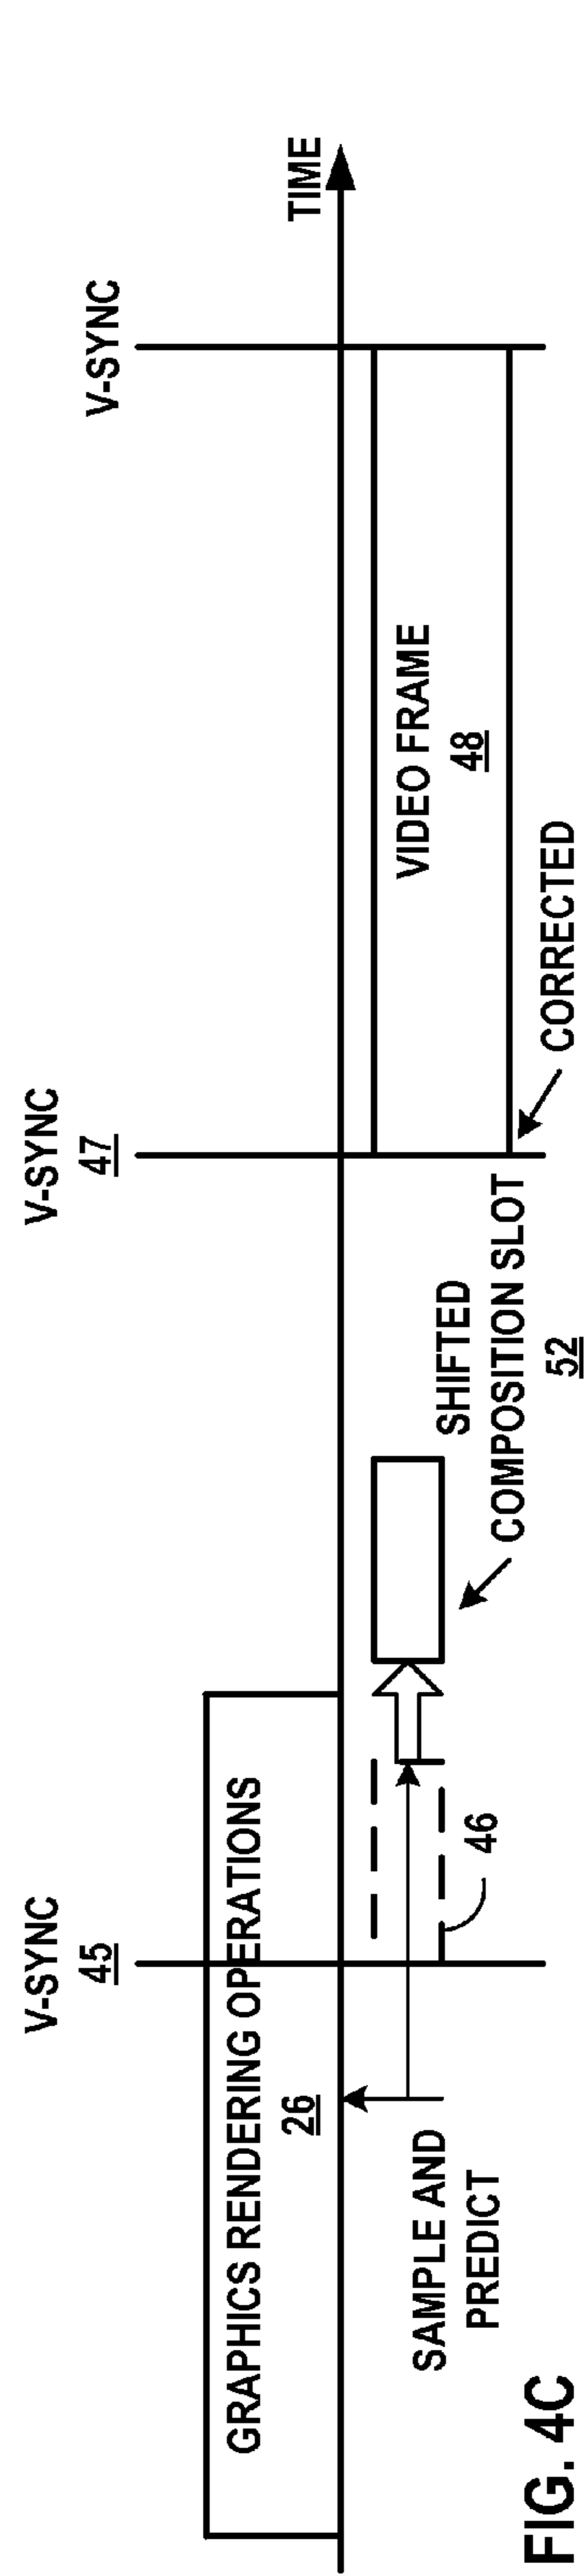 V-SYNC
45
V-SYNC
47
V-SYNC
TIME
GRAPHICS RENDERING OPERATIONS
26
SAMPLE AND
PREDICT
46
SHIFTED
COMPOSITION SLOT
52
VIDEO FRAME
48
CORRECTED
FIG. 4C